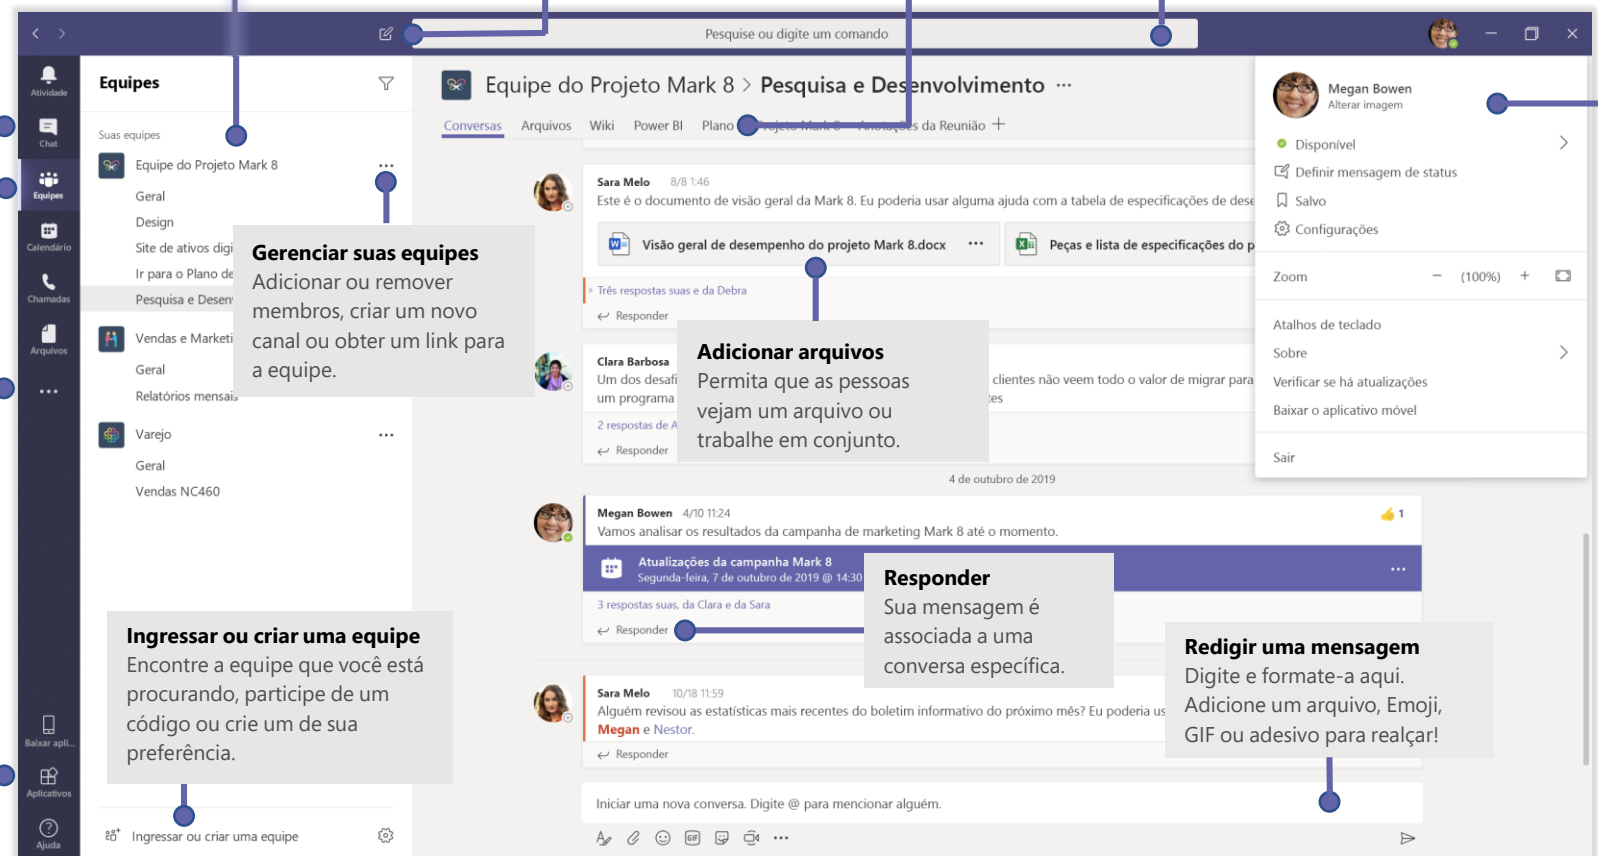 Pesquise ou digite um comando
Atividade
Chat
Equipes
Calendário
Chamadas
Arquivos
Baixar apli...
Aplicativos
Ajuda
Equipes
Suas equipes
Equipe do Projeto Mark 8
Geral
Design
Site de ativos digi
Ir para o Plano de
Pesquisa e Desen
Vendas e Marketi
Geral
Relatórios mensais
Varejo
Geral
Vendas NC460
Ingressar ou criar uma equipe
Gerenciar suas equipes
Adicionar ou remover
membros, criar um novo
canal ou obter um link para
a equipe.
Ingressar ou criar uma equipe
Encontre a equipe que você está
procurando, participe de um
código ou crie um de sua
preferência.
Equipe do Projeto Mark 8 > Pesquisa e Desenvolvimento ···
Conversas Arquivos Wiki Power BI Plano Projeto Mark 8 Anotações da Reunião +
Sara Melo 8/8 1:46
Este é o documento de visão geral da Mark 8. Eu poderia usar alguma ajuda com a tabela de especificações de dese
Visão geral de desempenho do projeto Mark 8.docx ···
Peças e lista de especificações do p
Três respostas suas e da Debra
Responder
Adicionar arquivos
Permita que as pessoas
vejam um arquivo ou
trabalhe em conjunto.
Clara Barbosa
Um dos desafi clientes não veem todo o valor de migrar para
um programa
2 respostas de A
Responder
4 de outubro de 2019
Megan Bowen 4/10 11:24
Vamos analisar os resultados da campanha de marketing Mark 8 até o momento.
1
Atualizações da campanha Mark 8
Segunda-feira, 7 de outubro de 2019 @ 14:30
3 respostas suas, da Clara e da Sara
Responder
Responder
Sua mensagem é
associada a uma
conversa específica.
Sara Melo 10/18 11:59
Alguém revisou as estatísticas mais recentes do boletim informativo do próximo mês? Eu poderia us
Megan e Nestor.
Responder
Redigir uma mensagem
Digite e formate-a aqui.
Adicione um arquivo, Emoji,
GIF ou adesivo para realçar!
Iniciar uma nova conversa. Digite @ para mencionar alguém.
GIF
Megan Bowen
Alterar imagem
Disponível
Definir mensagem de status
Salvo
Configurações
Zoom - (100%) +
Atalhos de teclado
Sobre
Verificar se há atualizações
Baixar o aplicativo móvel
Sair